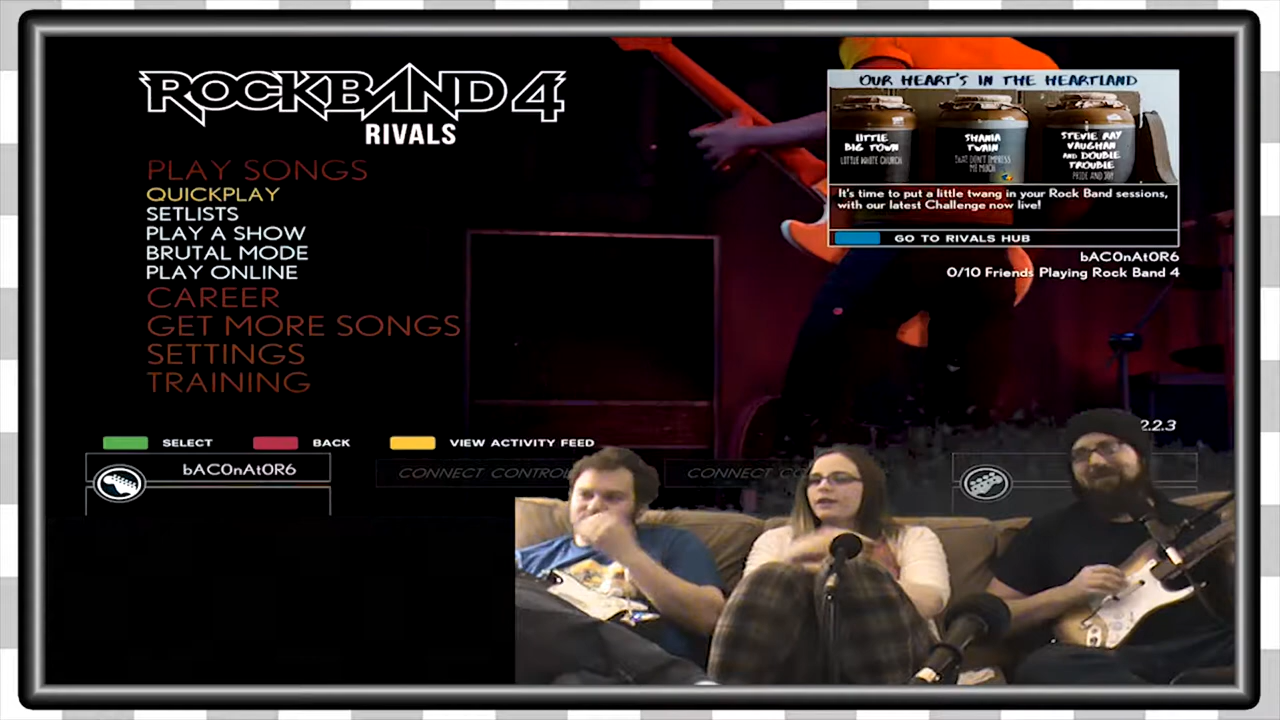 ROCKBAND 4
RIVALS
PLAY SONGS
QUICKPLAY
SETLISTS
PLAY A SHOW
BRUTAL MODE
PLAY ONLINE
CAREER
GET MORE SONGS
SETTINGS
TRAINING
SELECT
BACK
VIEW ACTIVITY FEED
OUR HEART'S IN THE HEARTLAND
LITTLE
BIG TOWN
LITTLE WHITE CHURCH
SHANIA
TWAIN
THAT DON'T IMPRESS
ME MUCH
STEVIE RAY
VAUGHAN
AND DOUBLE
TROUBLE
PRIDE AND JOY
It's time to put a little twang in your Rock Band sessions,
with our latest Challenge now live!
GO TO RIVALS HUB
bAC0nAt0R6
0/10 Friends Playing Rock Band 4
2.2.3
bAC0nAt0R6
CONNECT
CONNECT